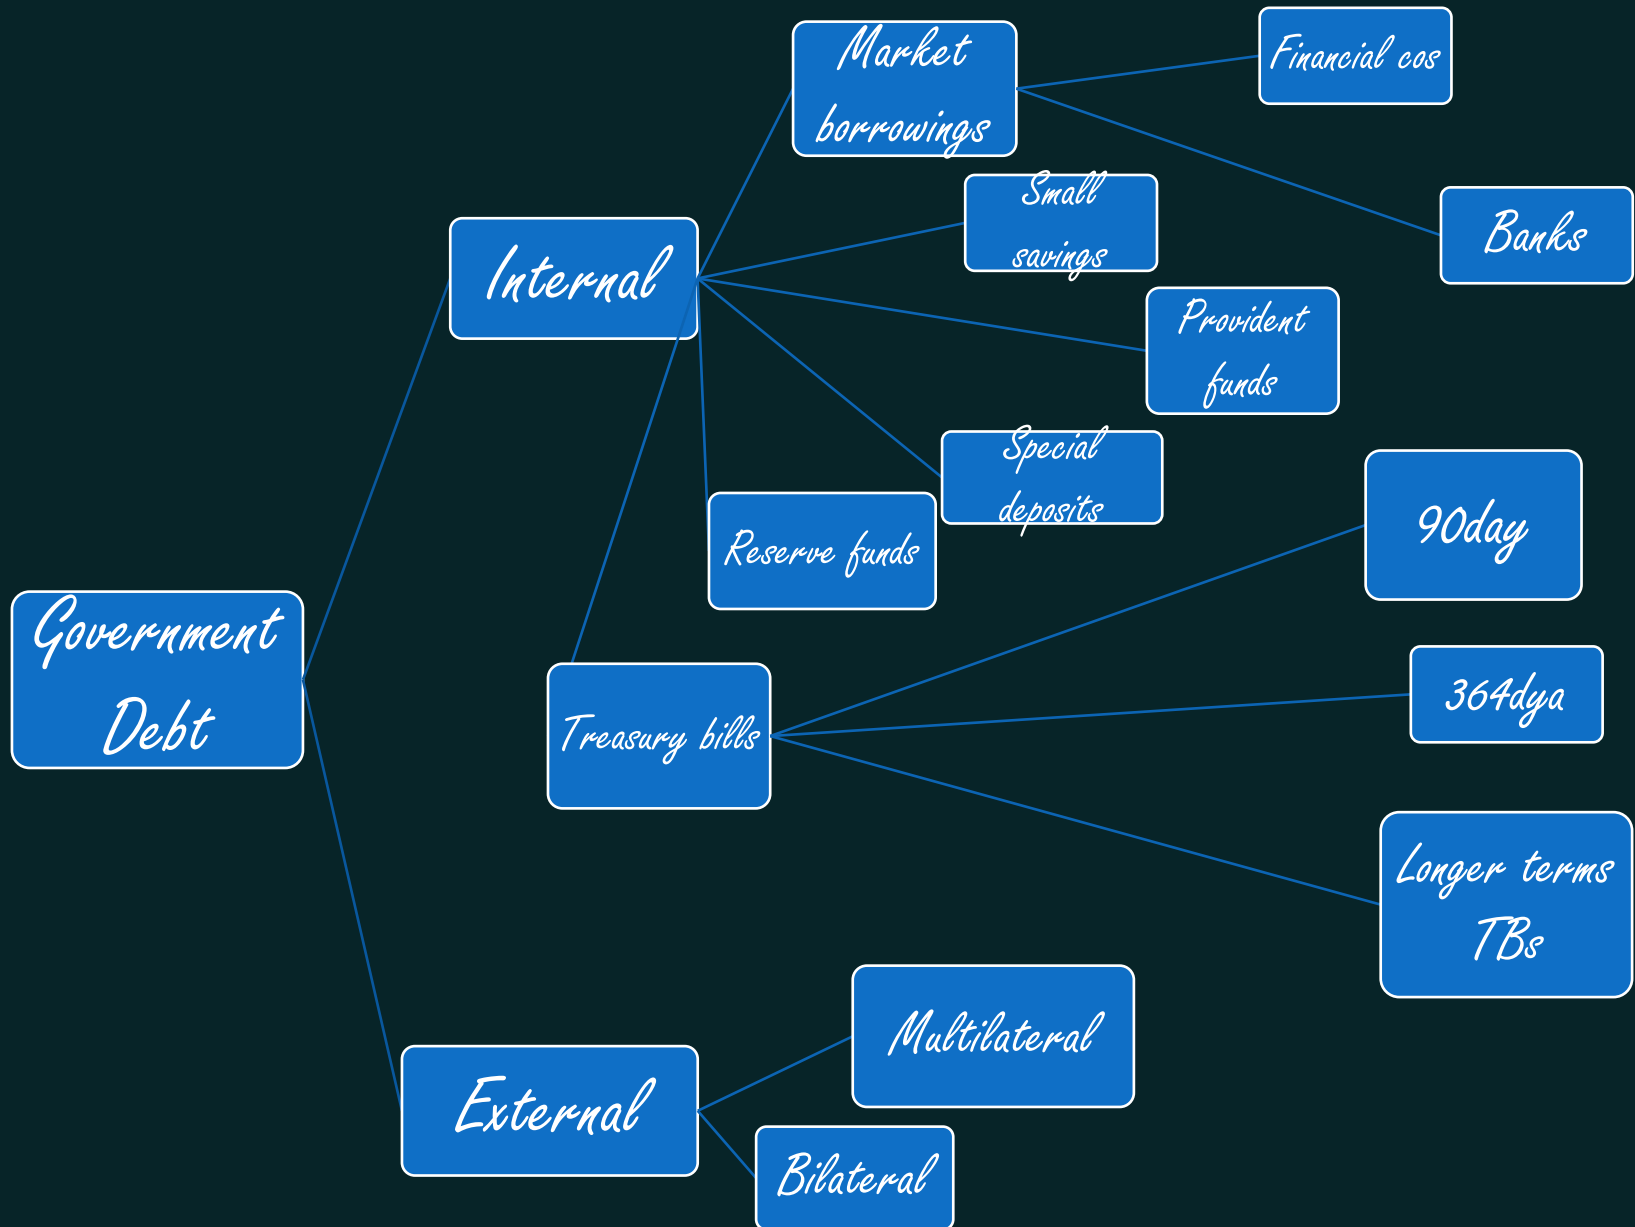 Government
Debt
Internal
Market
borrowings
Financial cos
Banks
Small
savings
Provident
funds
Special
deposits
Reserve funds
Treasury bills
90day
364dya
Longer terms
TBs
External
Multilateral
Bilateral